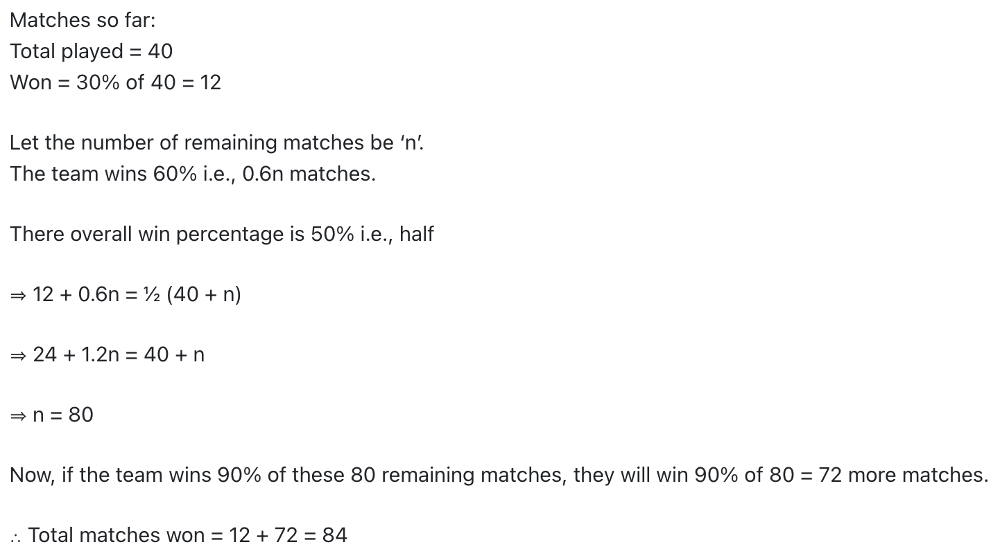 Matches so far:
Total played = 40
Won = 30% of 40 = 12
Let the number of remaining matches be ‘n’.
The team wins 60% i.e., 0.6n matches.
There overall win percentage is 50% i.e., half
⇒ 12 + 0.6n = ½ (40 + n)
⇒ 24 + 1.2n = 40 + n
⇒ n = 80
Now, if the team wins 90% of these 80 remaining matches, they will win 90% of 80 = 72 more matches.
∴ Total matches won = 12 + 72 = 84